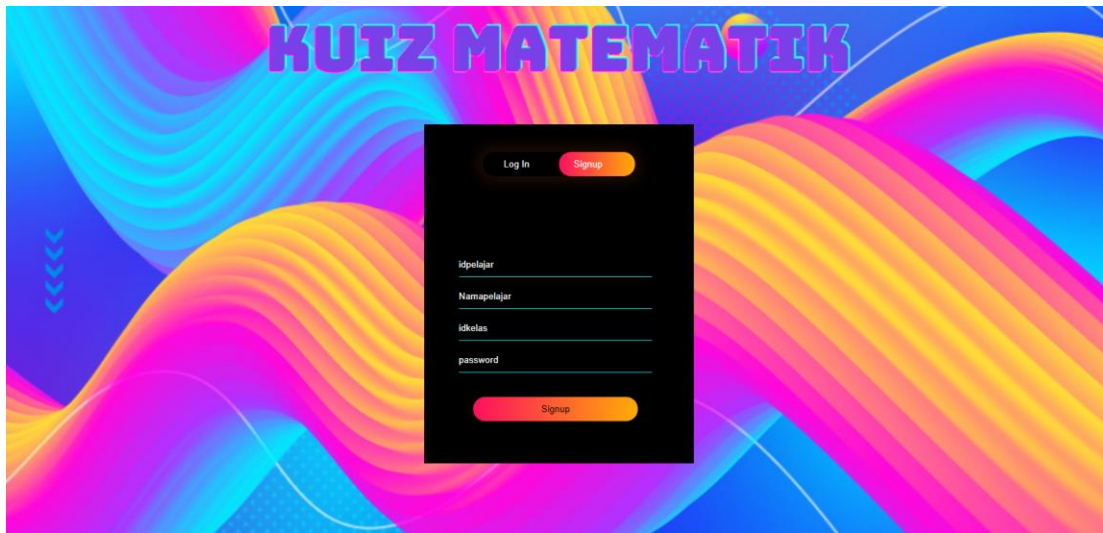 KUIZ MATEMATIK
Log In Signup
idpelajar
Namapelajar
idkelas
password
Signup